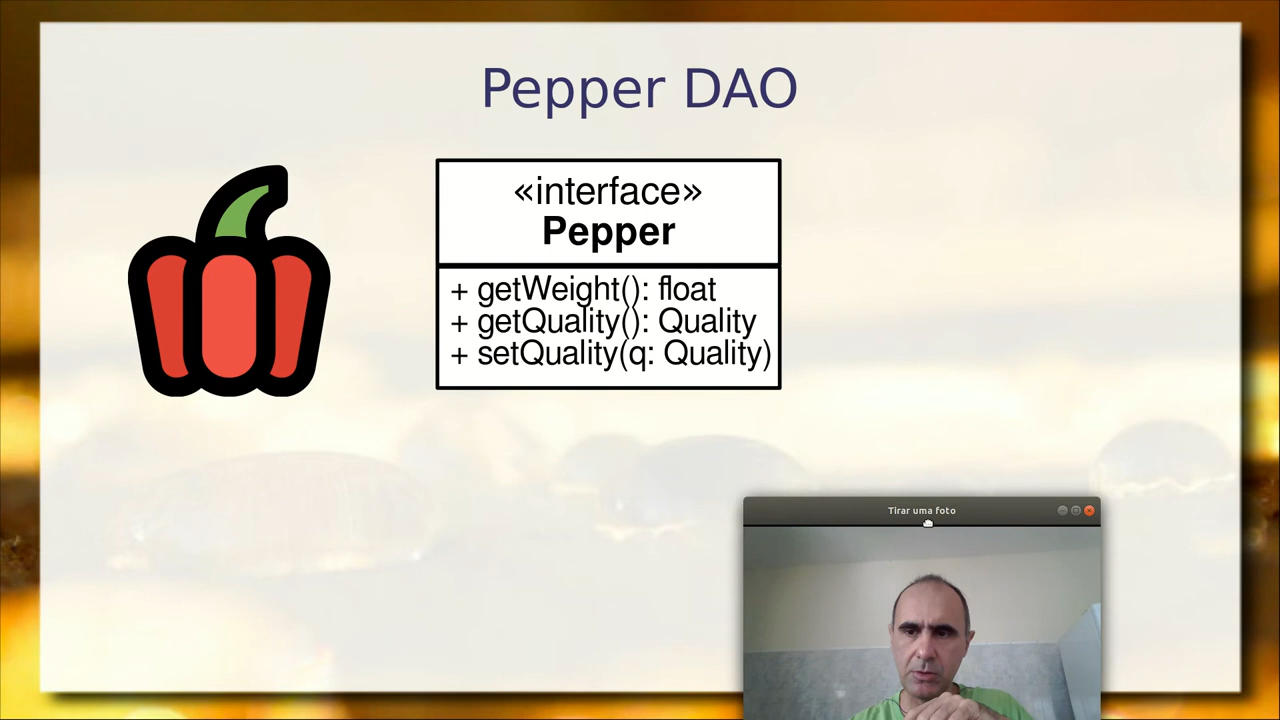 Pepper DAO
«interface»
Pepper
+ getWeight(): float
+ getQuality(): Quality
+ setQuality(q: Quality)
Tirar uma foto